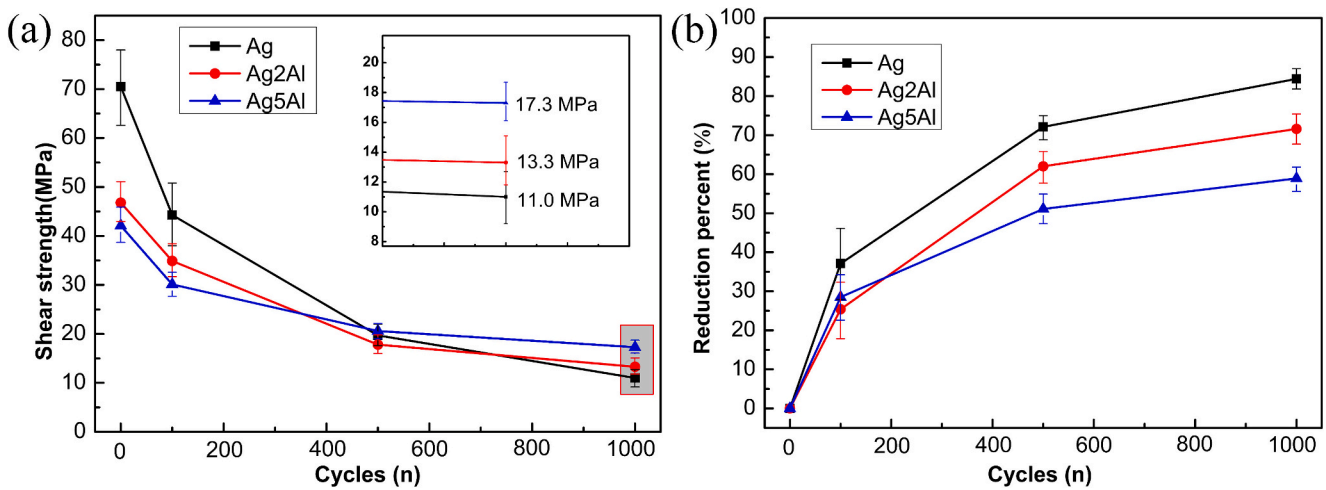 (a)
Shear strength(MPa)
80
70
60
50
40
30
20
10
0
Ag
Ag2Al
Ag5Al
20
18
16
14
12
10
8
17.3 MPa
13.3 MPa
11.0 MPa
0 200 400 600 800 1000
Cycles (n)
(b)
Reduction percent (%)
100
90
80
70
60
50
40
30
20
10
0
Ag
Ag2Al
Ag5Al
0 200 400 600 800 1000
Cycles (n)